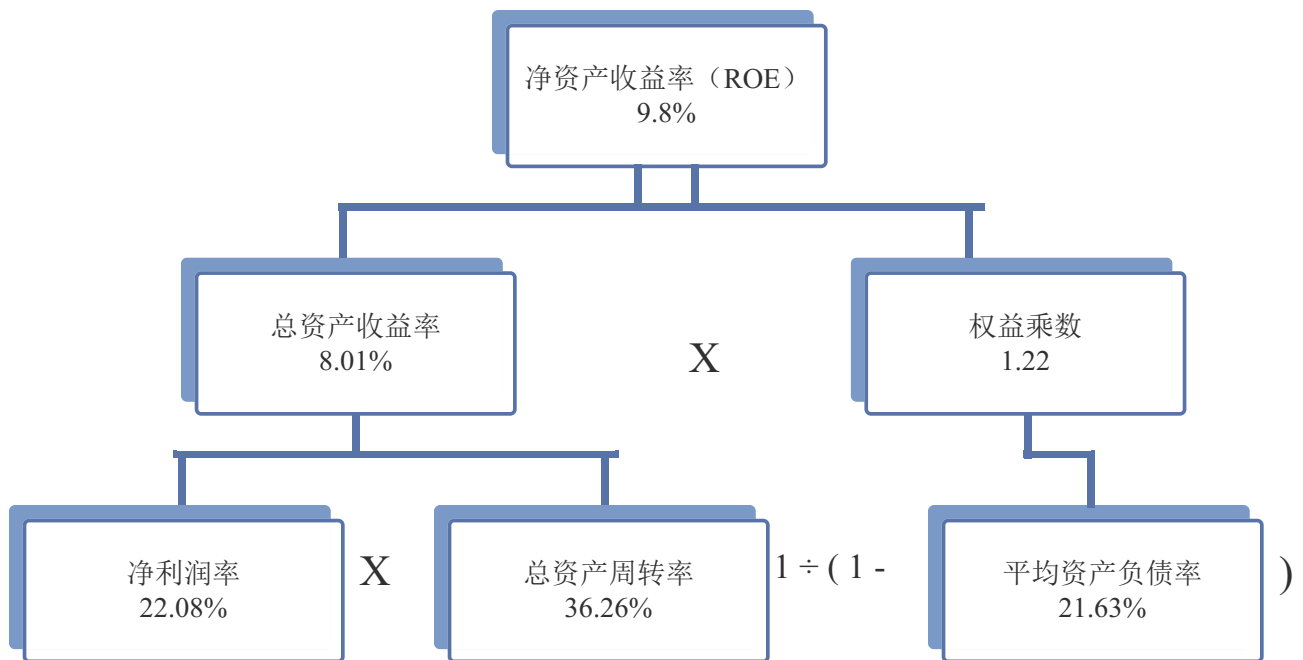 净资产收益率（ROE）
9.8%
总资产收益率
8.01%
X
权益乘数
1.22
净利润率
22.08%
X
总资产周转率
36.26%
1 ÷ ( 1 -
平均资产负债率
21.63%
)